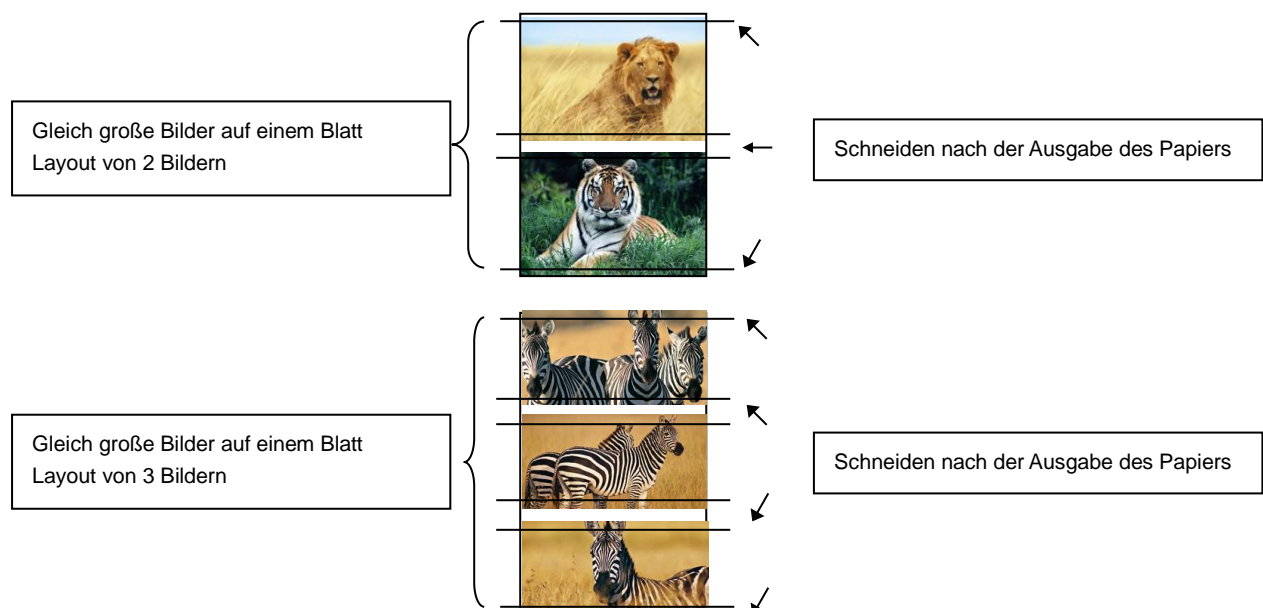 Gleich große Bilder auf einem Blatt
Layout von 2 Bildern
Schneiden nach der Ausgabe des Papiers
Gleich große Bilder auf einem Blatt
Layout von 3 Bildern
Schneiden nach der Ausgabe des Papiers